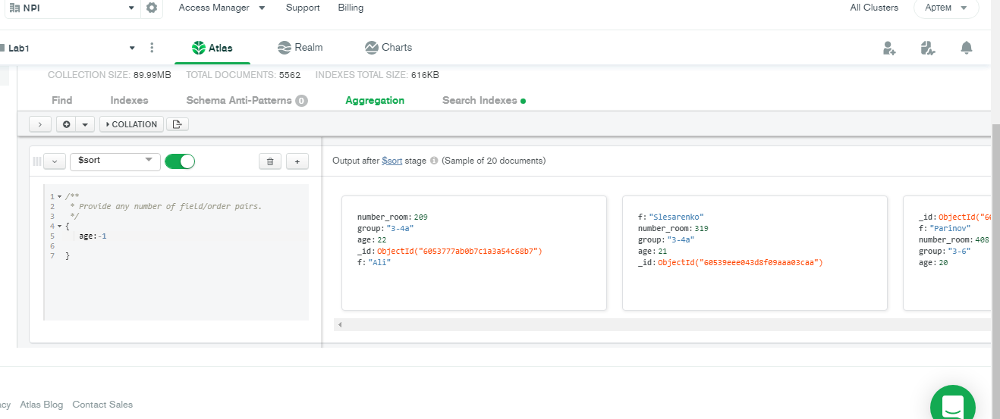 NPI Access Manager Support Billing All Clusters Артем
Lab1 Atlas Realm Charts
COLLECTION SIZE: 89.99MB TOTAL DOCUMENTS: 5562 INDEXES TOTAL SIZE: 616KB
Find Indexes Schema Anti-Patterns 0 Aggregation Search Indexes
COLLATION
$sort
Output after $sort stage (Sample of 20 documents)
1 /**
2 * Provide any number of field/order pairs.
3 */
4 {
5 age:-1
6
7 }
number_room: 209
group: "3-4a"
age: 22
_id: ObjectId("6053777ab0b7c1a3a54c68b7")
f: "Ali"
f: "Slesarenko"
number_room: 319
group: "3-4a"
age: 21
_id: ObjectId("60539eee043d8f09aaa03caa")
_id: ObjectId("6
f: "Parinov"
number_room: 408
group: "3-6"
age: 20
acy Atlas Blog Contact Sales